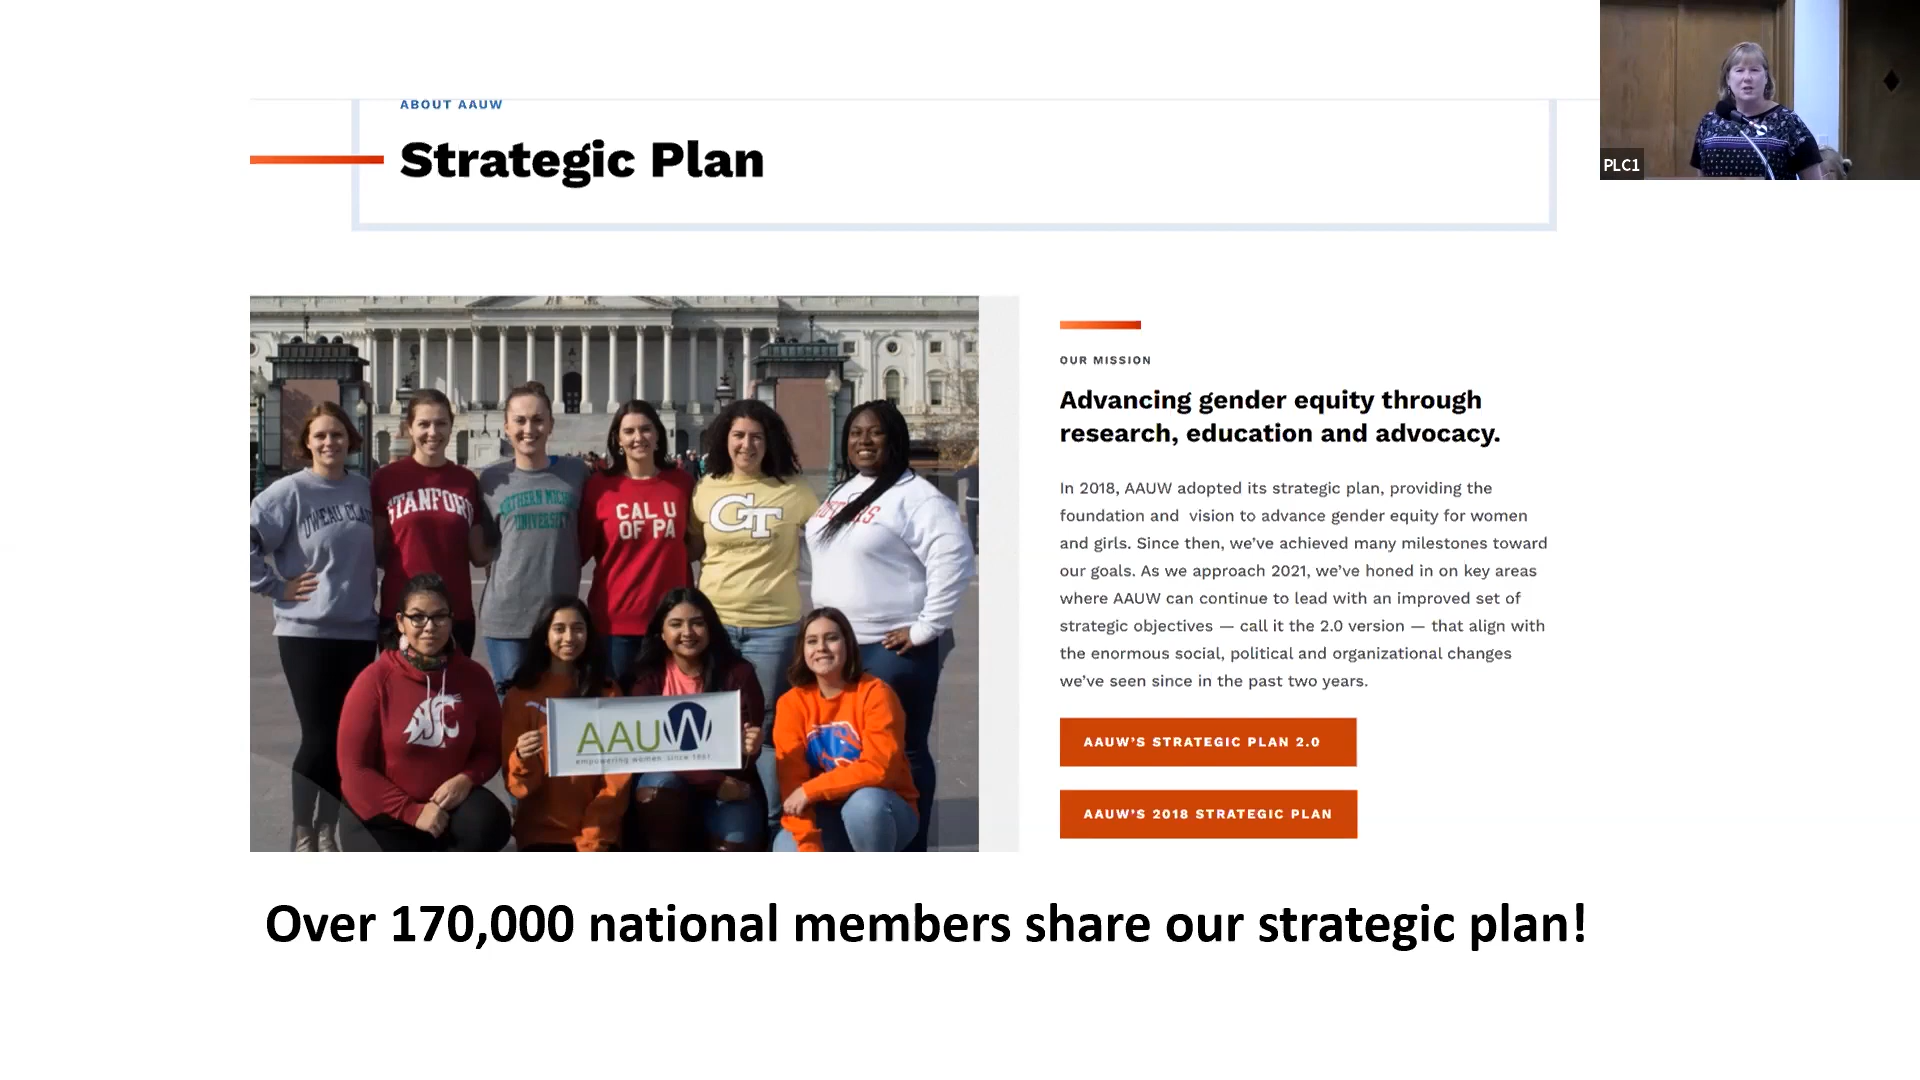 ABOUT AAUW
Strategic Plan
PLC1
OUR MISSION
Advancing gender equity through
research, education and advocacy.
In 2018, AAUW adopted its strategic plan, providing the
foundation and vision to advance gender equity for women
and girls. Since then, we’ve achieved many milestones toward
our goals. As we approach 2021, we’ve honed in on key areas
where AAUW can continue to lead with an improved set of
strategic objectives — call it the 2.0 version — that align with
the enormous social, political and organizational changes
we’ve seen since in the past two years.
AAUW’S STRATEGIC PLAN 2.0
AAUW’S 2018 STRATEGIC PLAN
STANFORD
UNIVERSITY
CAL U
OF PA
GT
AAUW
empowering women since 1881
Over 170,000 national members share our strategic plan!